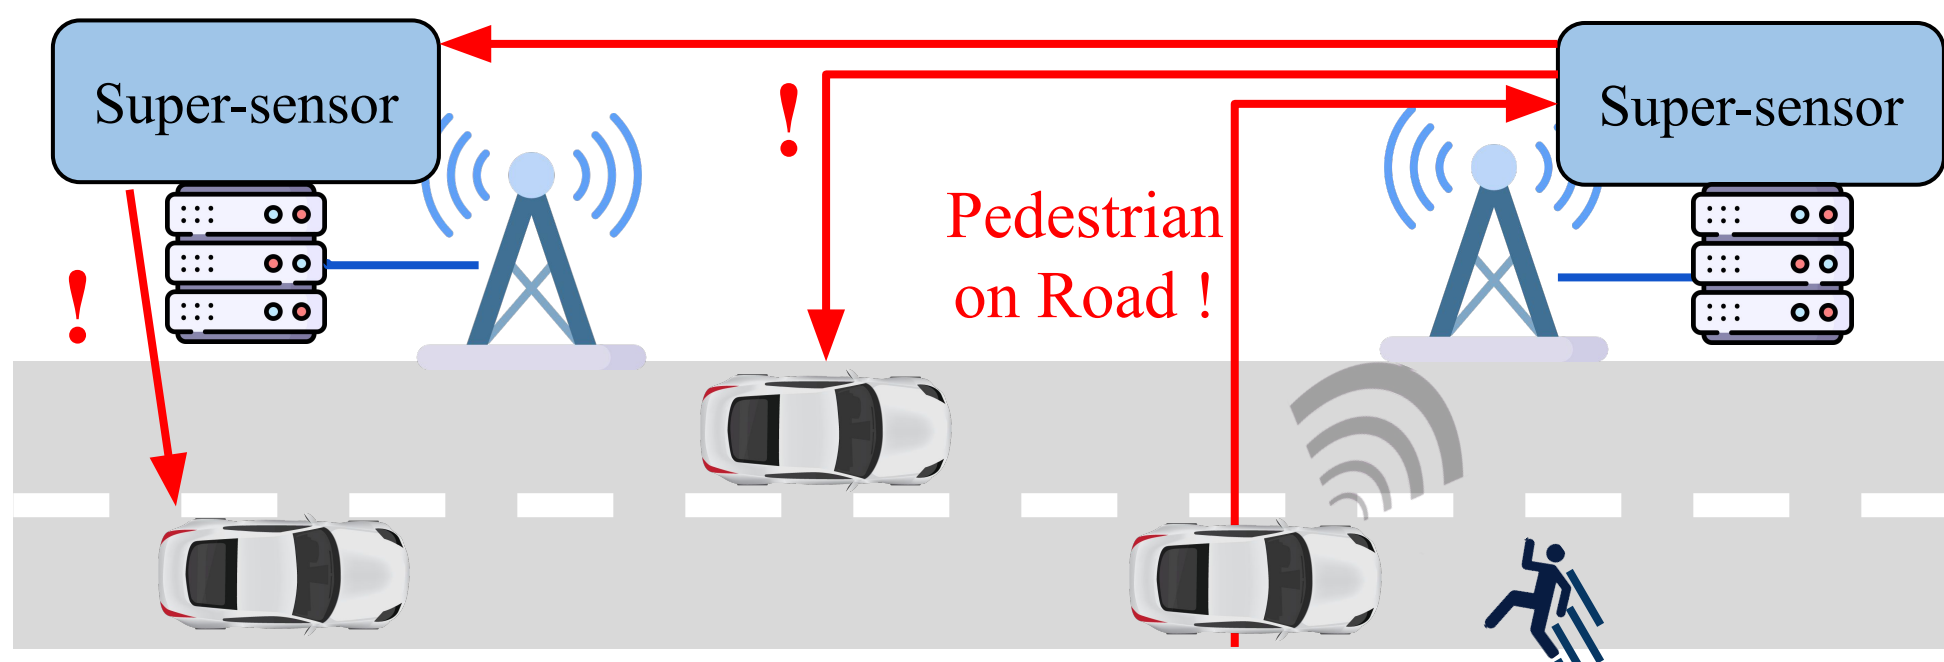 Super-sensor
!
Super-sensor
Pedestrian
on Road !
!